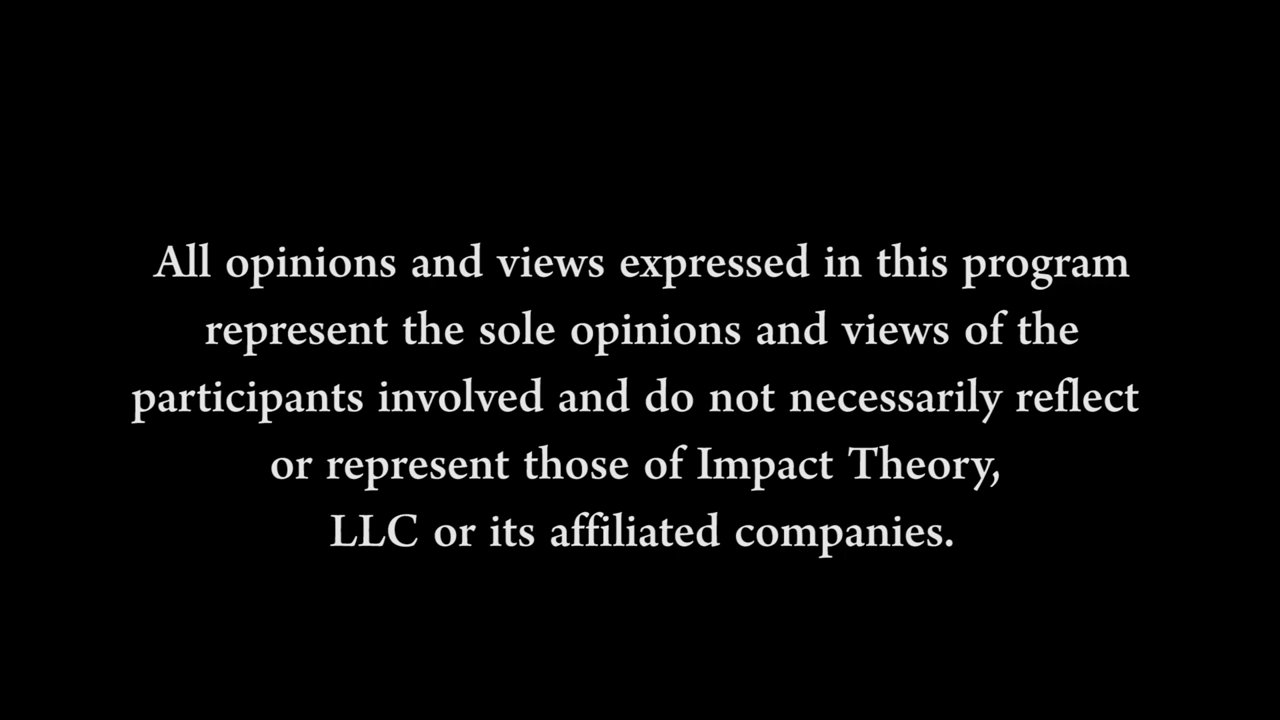 All opinions and views expressed in this program
represent the sole opinions and views of the
participants involved and do not necessarily reflect
or represent those of Impact Theory,
LLC or its affiliated companies.